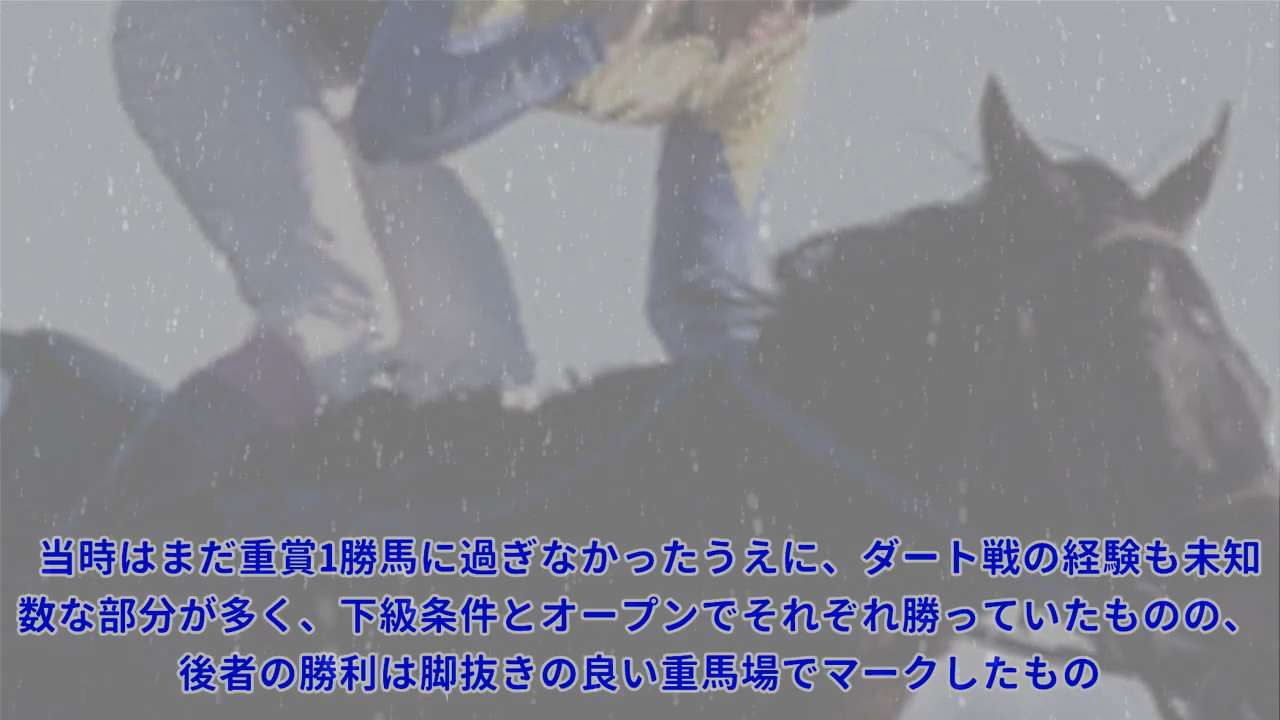 当時はまだ重賞1勝馬に過ぎなかったうえに、ダート戦の経験も未知
数な部分が多く、下級条件とオープンでそれぞれ勝っていたものの、
後者の勝利は脚抜きの良い重馬場でマークしたもの